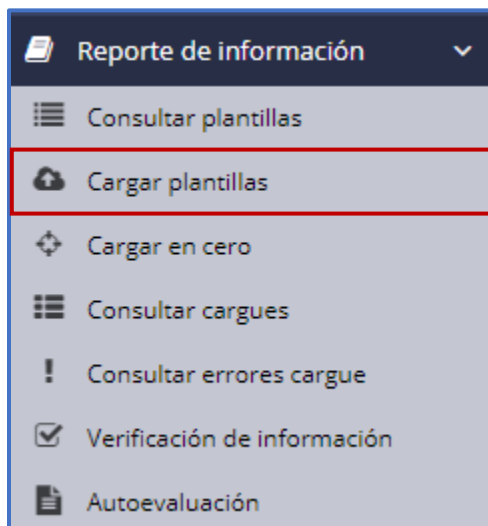 Reporte de información
Consultar plantillas
Cargar plantillas
Cargar en cero
Consultar cargues
Consultar errores cargue
Verificación de información
Autoevaluación